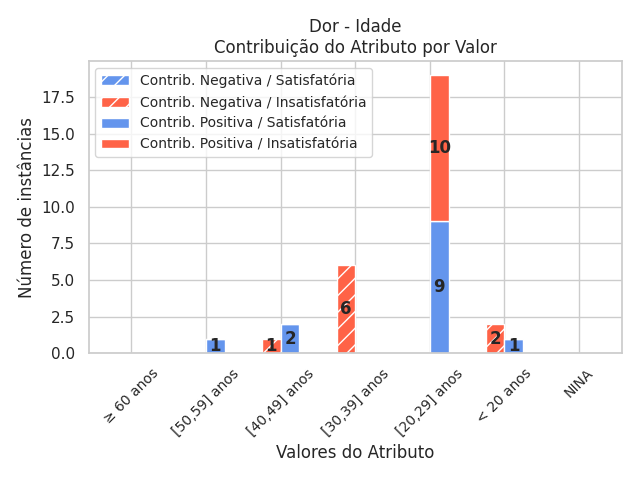 Dor - Idade
Contribuição do Atributo por Valor
Contrib. Negativa / Satisfatória
Contrib. Negativa / Insatisfatória
Contrib. Positiva / Satisfatória
Contrib. Positiva / Insatisfatória
Número de instâncias
17.5
15.0
12.5
10.0
7.5
5.0
2.5
0.0
1
1
2
6
10
9
2
1
≥ 60 anos
[50,59] anos
[40,49] anos
[30,39] anos
[20,29] anos
< 20 anos
NINA
Valores do Atributo